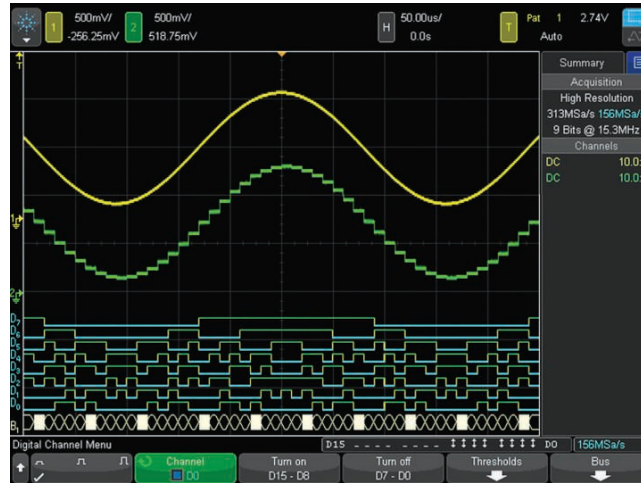 1 500mV/ 2 500mV/ H 50.00us/ T Pat 1 2.74V
-256.25mV 518.75mV 0.0s Auto
T
Summary
Acquisition
High Resolution
313MSa/s 156MSa/
9 Bits @ 15.3MHz
Channels
DC 10.0:
DC 10.0:
1
2
D7
D6
D5
D4
D3
D2
D1
D0
B1
Digital Channel Menu D15 D0 156MSa/s
Channel Turn on Turn off Thresholds Bus
D0 D15 - D8 D7 - D0